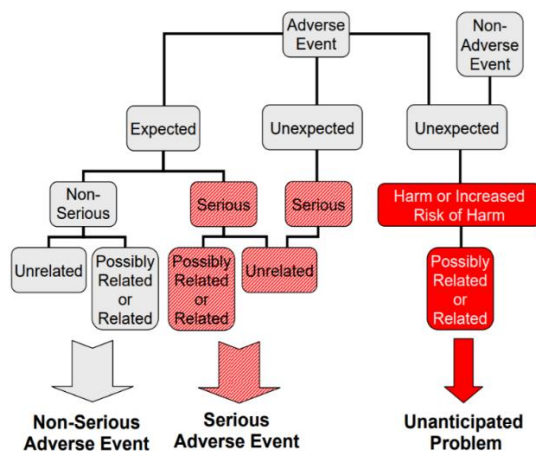 Adverse
Event
Non-
Adverse
Event
Expected
Unexpected
Unexpected
Non-
Serious
Serious
Serious
Harm or Increased
Risk of Harm
Unrelated
Possibly
Related
or
Related
Possibly
Related
or
Related
Unrelated
Possibly
Related
or
Related
Non-Serious
Adverse Event
Serious
Adverse Event
Unanticipated
Problem